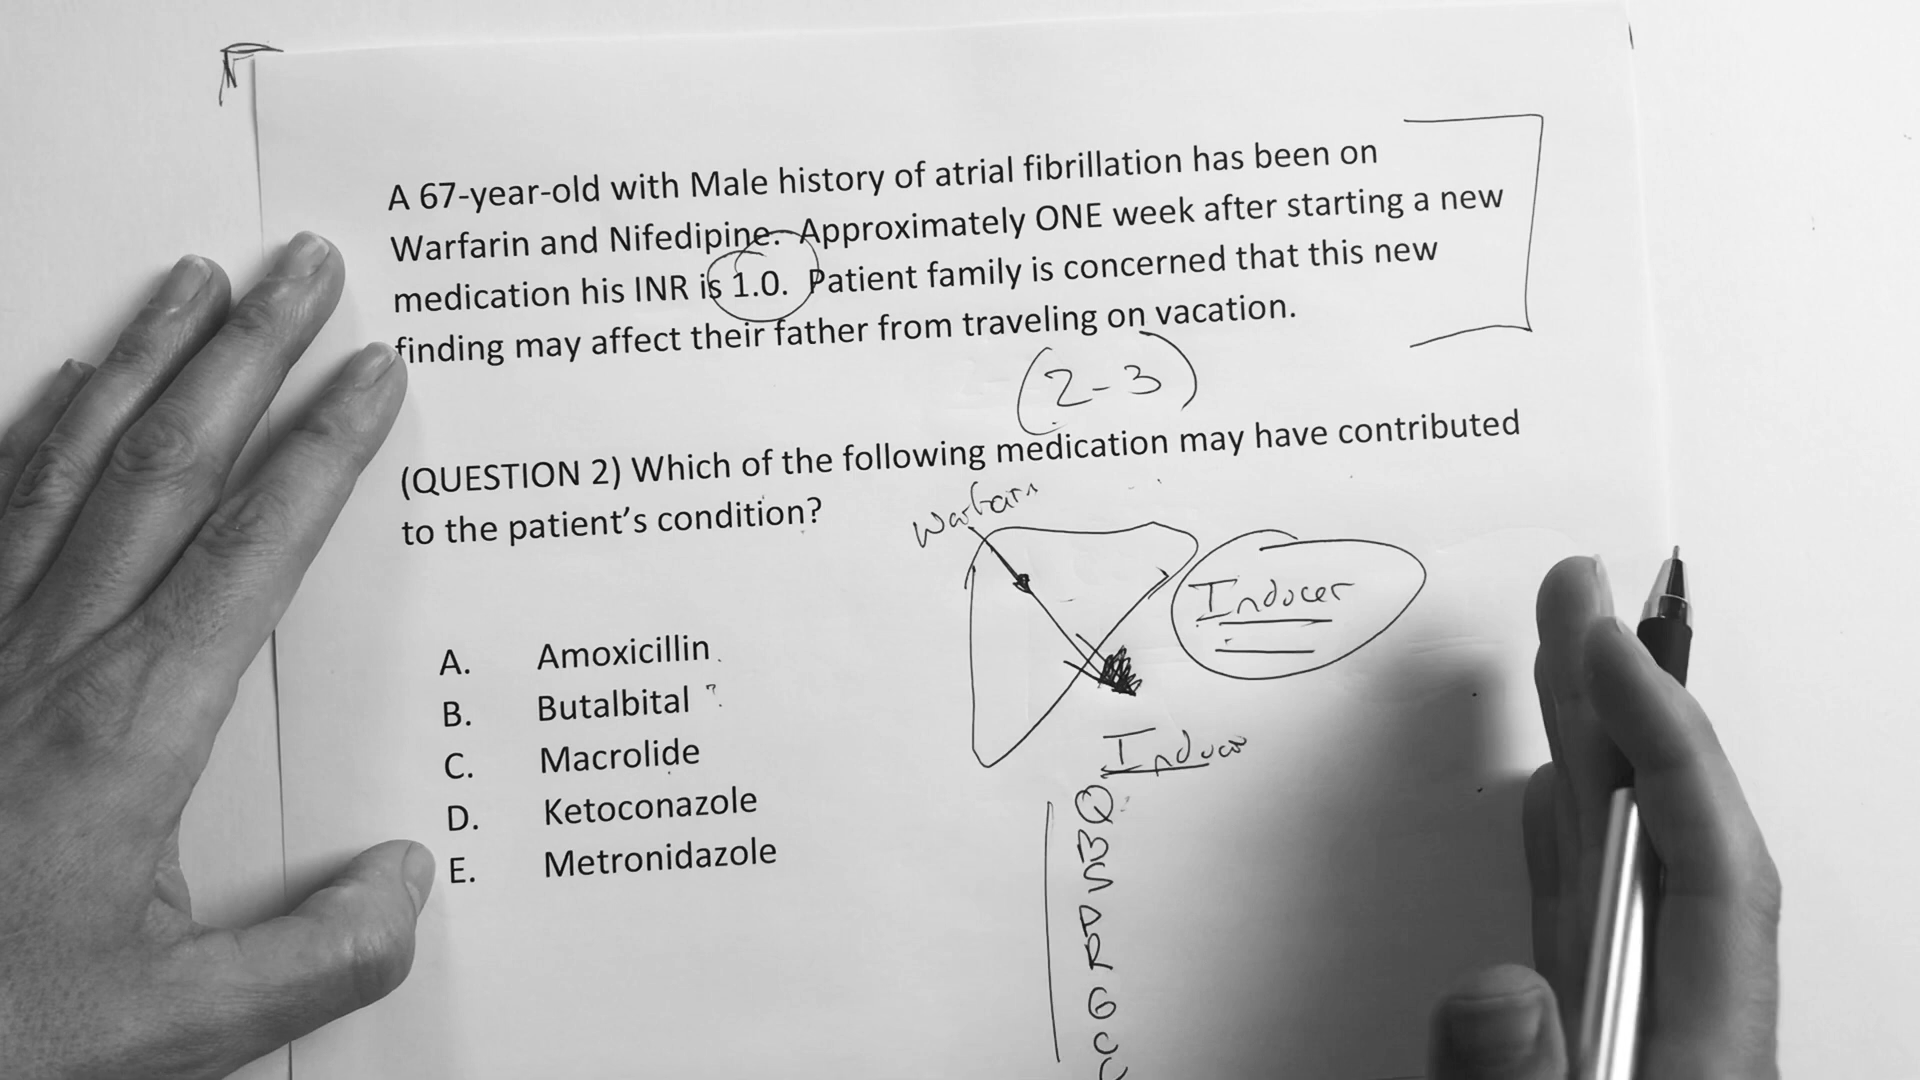 A 67-year-old with Male history of atrial fibrillation has been on
Warfarin and Nifedipine. Approximately ONE week after starting a new
medication his INR is 1.0. Patient family is concerned that this new
finding may affect their father from traveling on vacation.
(2-3)
(QUESTION 2) Which of the following medication may have contributed
to the patient's condition?
Warfarin
Inducer
A. Amoxicillin
B. Butalbital ?
C. Macrolide
D. Ketoconazole
E. Metronidazole